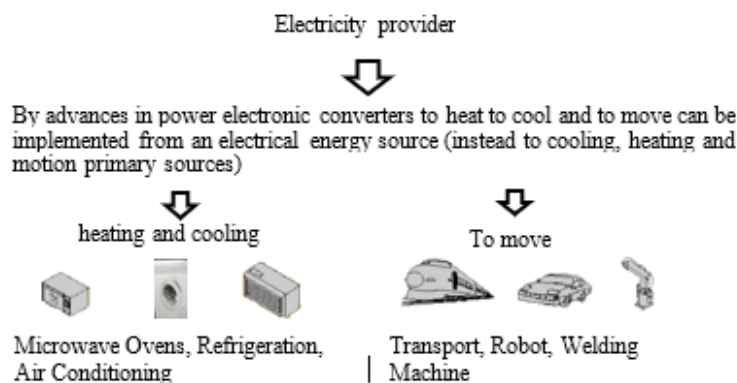 Electricity provider
By advances in power electronic converters to heat to cool and to move can be
implemented from an electrical energy source (instead to cooling, heating and
motion primary sources)
heating and cooling
To move
Microwave Ovens, Refrigeration,
Air Conditioning
Transport, Robot, Welding
Machine